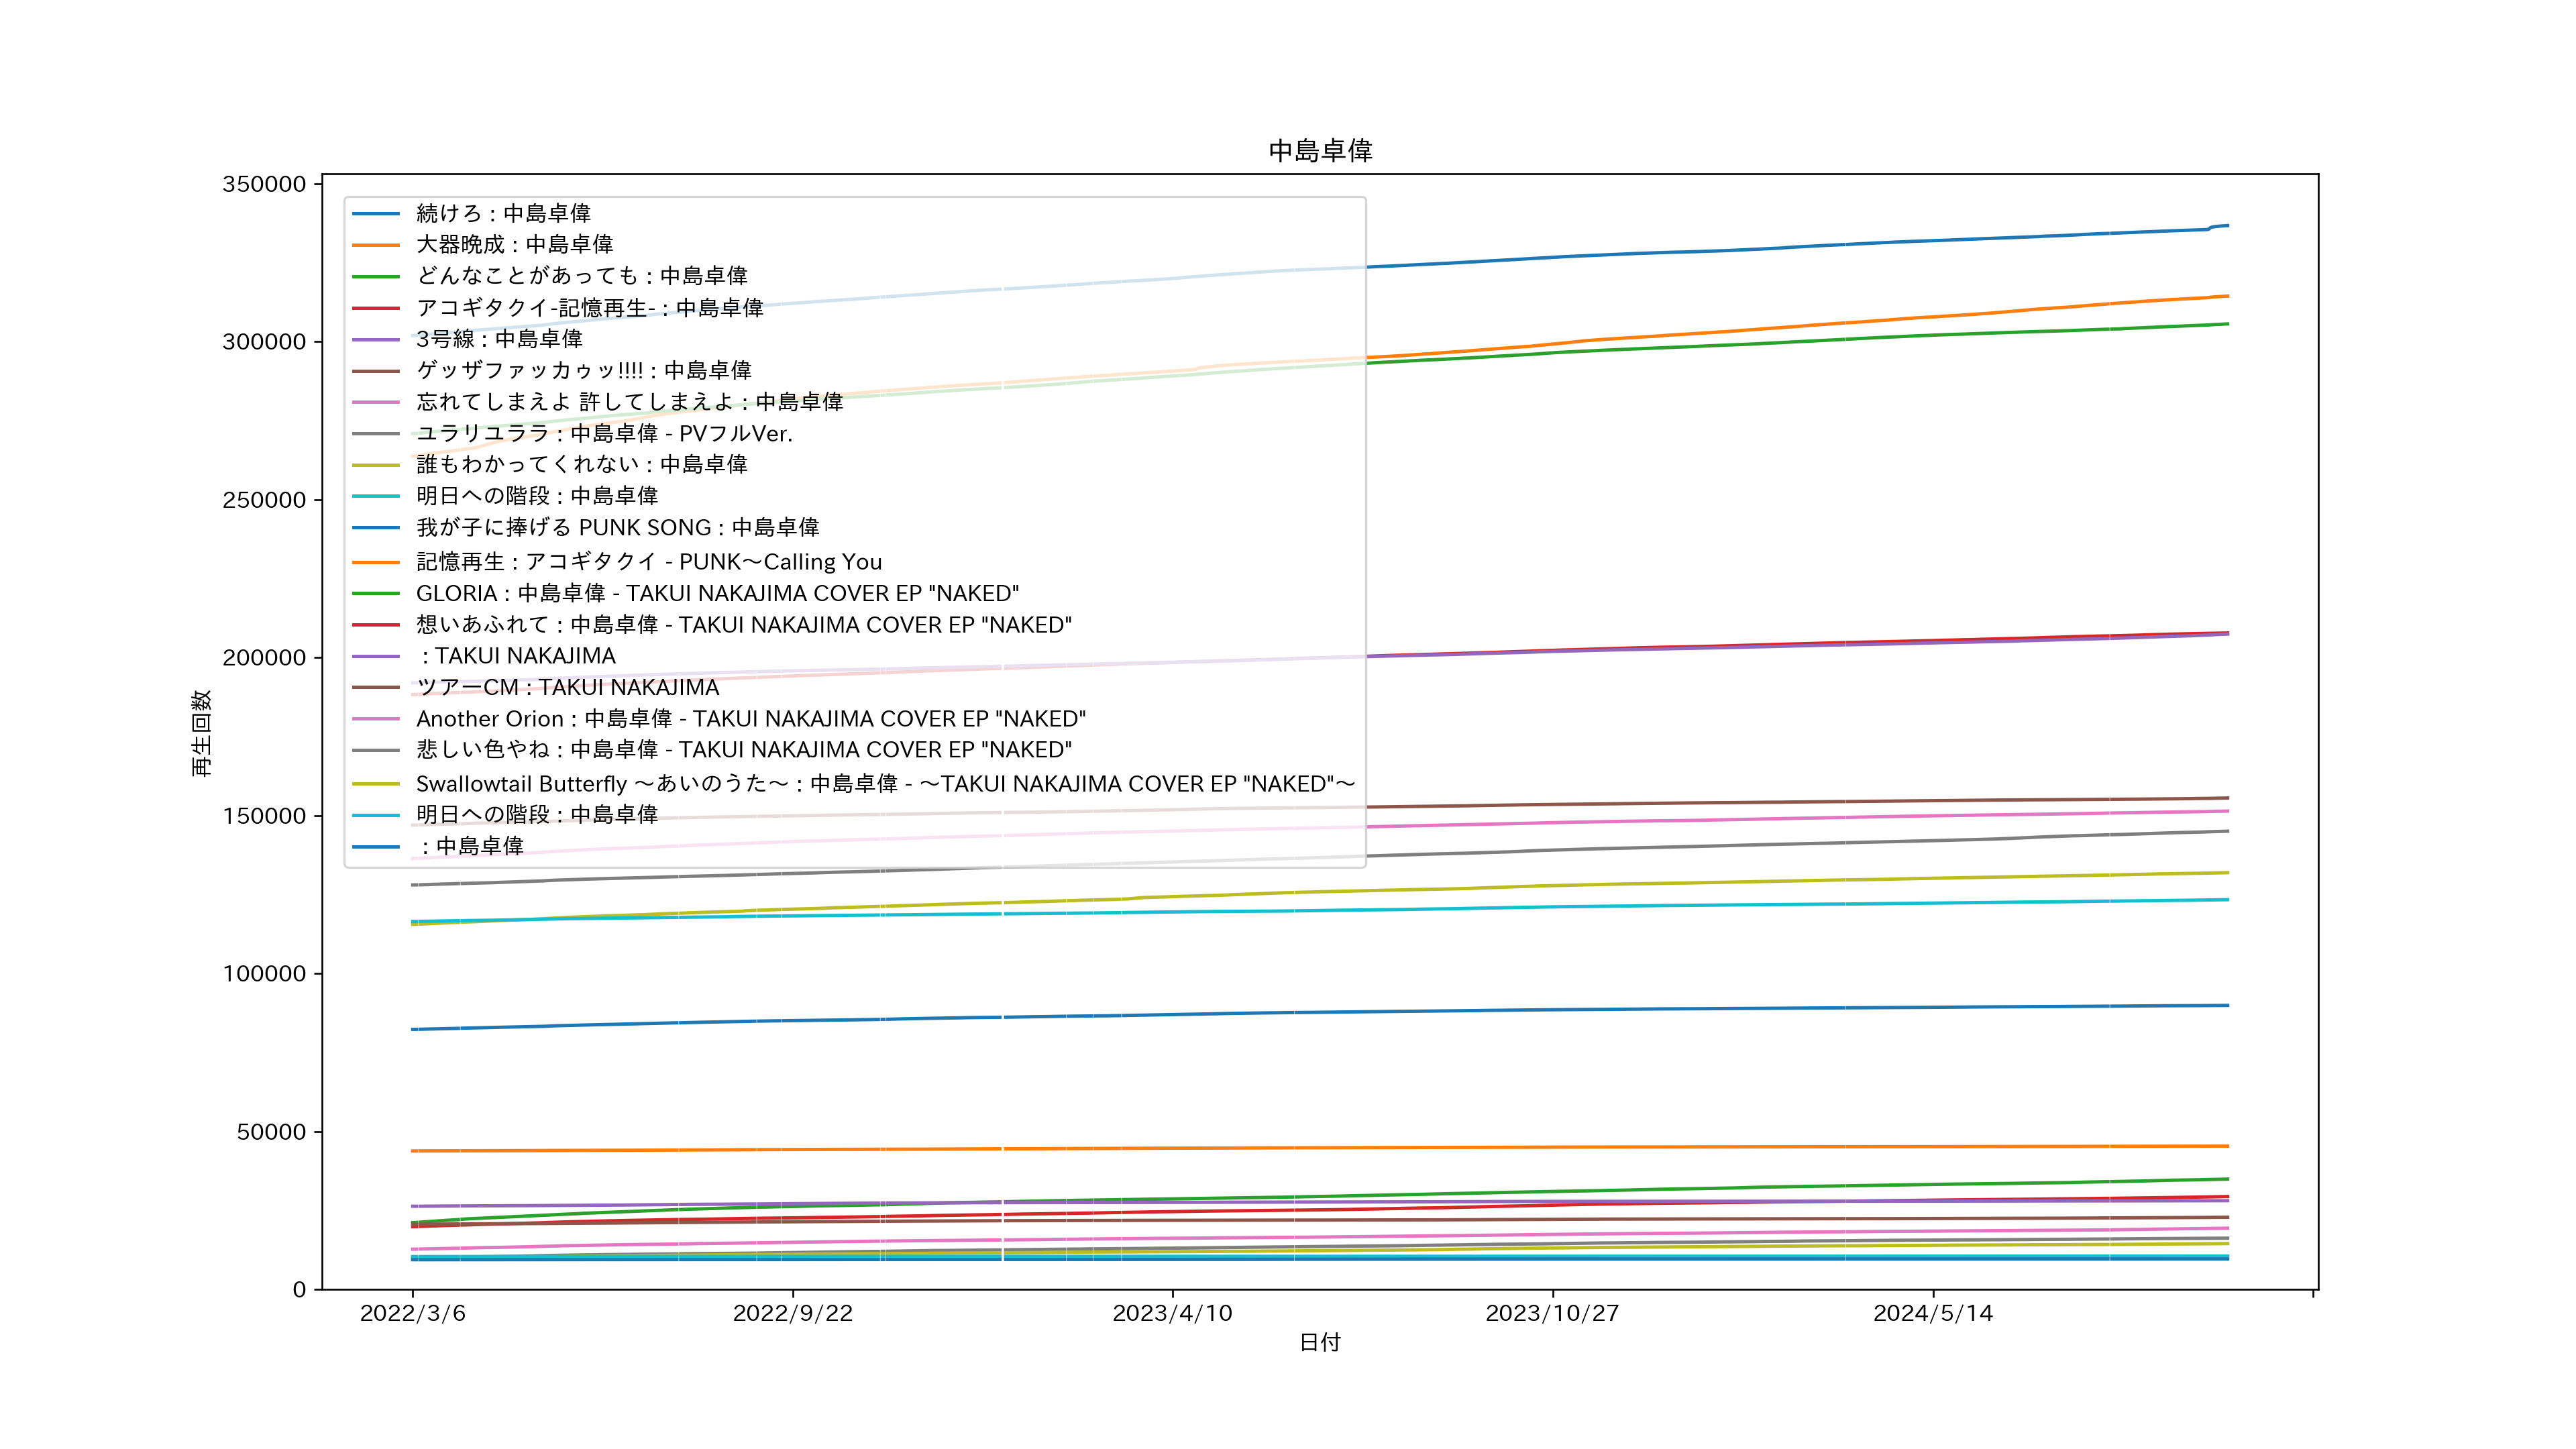 中島卓偉
350000
300000
250000
200000
150000
100000
50000
0
再生回数
続けろ : 中島卓偉
大器晩成 : 中島卓偉
どんなことがあっても : 中島卓偉
アコギタクイ-記憶再生- : 中島卓偉
3号線 : 中島卓偉
ゲッザファッカゥッ!!!! : 中島卓偉
忘れてしまえよ 許してしまえよ : 中島卓偉
ユラリユララ : 中島卓偉 - PVフルVer.
誰もわかってくれない : 中島卓偉
明日への階段 : 中島卓偉
我が子に捧げる PUNK SONG : 中島卓偉
記憶再生 : アコギタクイ - PUNK〜Calling You
GLORIA : 中島卓偉 - TAKUI NAKAJIMA COVER EP "NAKED"
想いあふれて : 中島卓偉 - TAKUI NAKAJIMA COVER EP "NAKED"
: TAKUI NAKAJIMA
ツアーCM : TAKUI NAKAJIMA
Another Orion : 中島卓偉 - TAKUI NAKAJIMA COVER EP "NAKED"
悲しい色やね : 中島卓偉 - TAKUI NAKAJIMA COVER EP "NAKED"
Swallowtail Butterfly 〜あいのうた〜 : 中島卓偉 - 〜TAKUI NAKAJIMA COVER EP "NAKED"〜
明日への階段 : 中島卓偉
: 中島卓偉
2022/3/6
2022/9/22
2023/4/10
2023/10/27
2024/5/14
日付